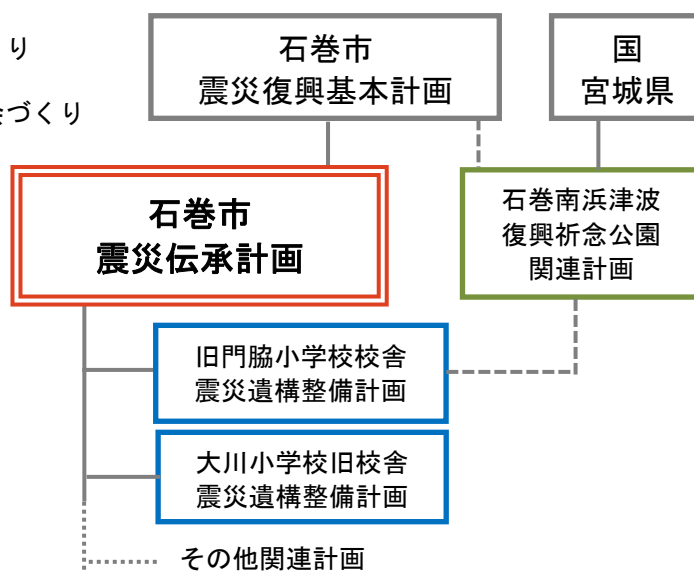 り
づくり
石巻市
震災復興基本計画
国
宮城県
石巻市
震災伝承計画
石巻南浜津波
復興祈念公園
関連計画
旧門脇小学校校舎
震災遺構整備計画
大川小学校旧校舎
震災遺構整備計画
その他関連計画